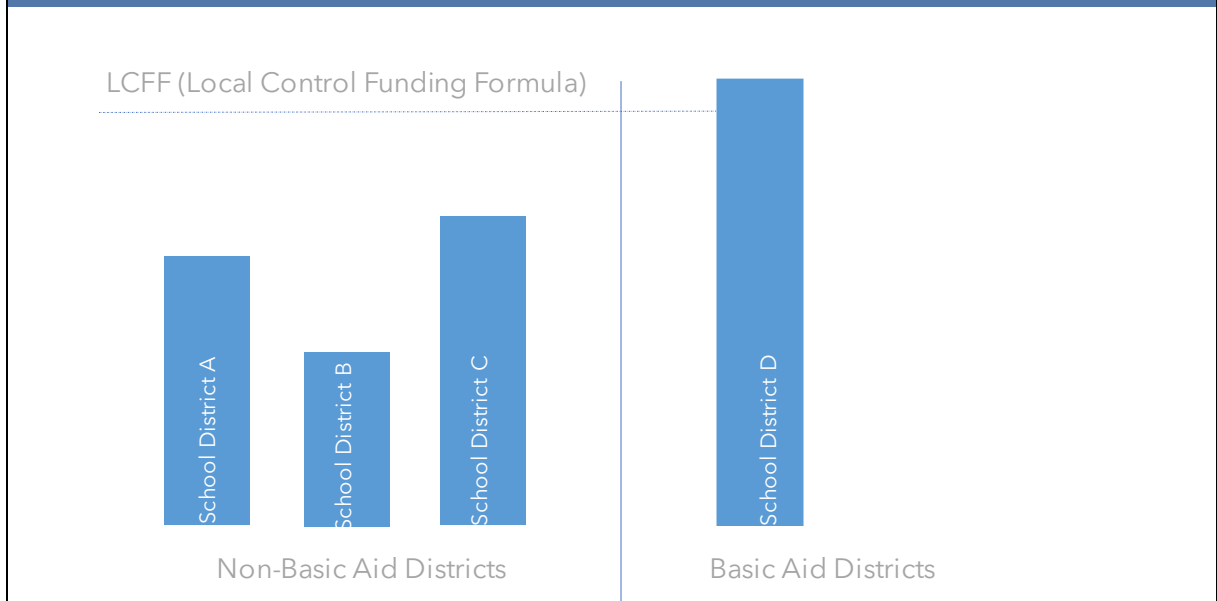 LCFF (Local Control Funding Formula)
School District A
School District B
School District C
School District D
Non-Basic Aid Districts
Basic Aid Districts